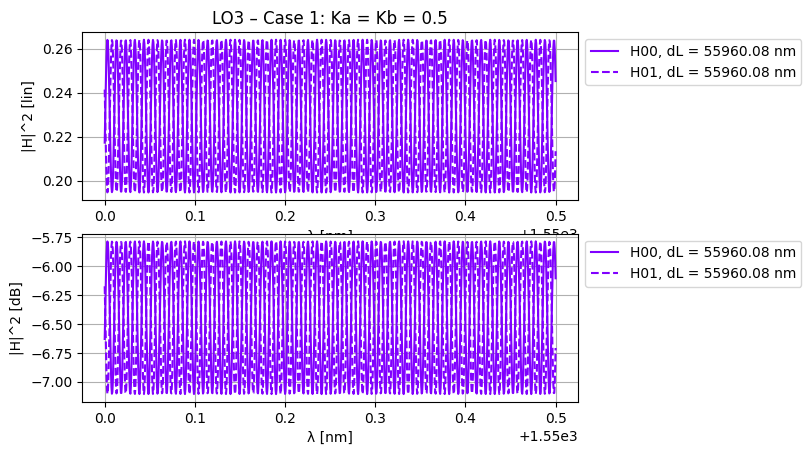 LO3 – Case 1: Ka = Kb = 0.5
|H|^2 [lin]
0.26
0.24
0.22
0.20
0.0 0.1 0.2 0.3 0.4 0.5
λ [nm]
+1.55e3
H00, dL = 55960.08 nm
H01, dL = 55960.08 nm
|H|^2 [dB]
−5.75
−6.00
−6.25
−6.50
−6.75
−7.00
0.0 0.1 0.2 0.3 0.4 0.5
λ [nm]
+1.55e3
H00, dL = 55960.08 nm
H01, dL = 55960.08 nm